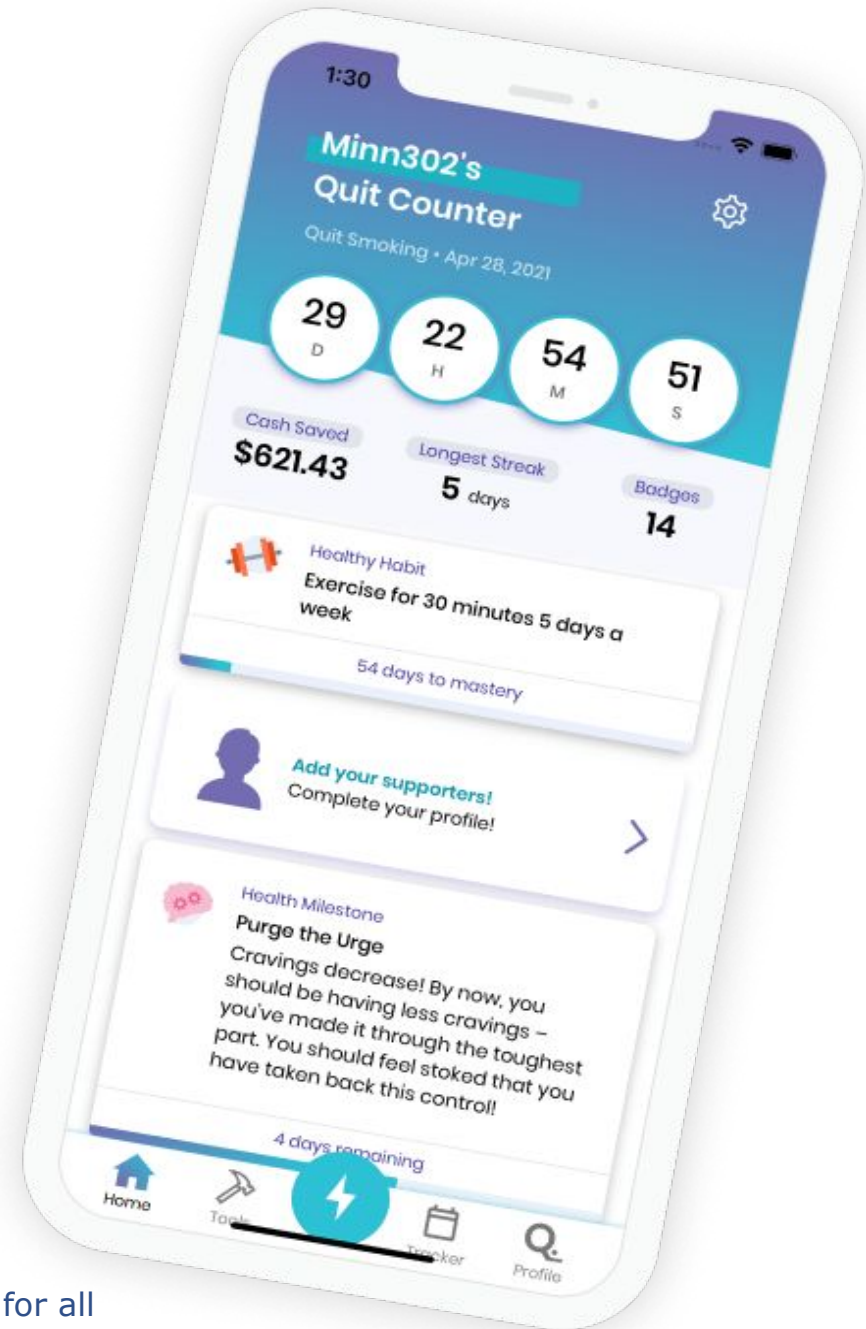 1:30
Minn302's
Quit Counter
Quit Smoking • Apr 28, 2021
29
D
22
H
54
M
51
S
Cash Saved
$621.43
Longest Streak
5 days
Badges
14
Healthy Habit
Exercise for 30 minutes 5 days a
week
54 days to mastery
Add your supporters!
Complete your profile!
Health Milestone
Purge the Urge
Cravings decrease! By now, you
should be having less cravings –
you've made it through the toughest
part. You should feel stoked that you
have taken back this control!
4 days remaining
Home
Tools
Tracker
Q.
Profile
for all